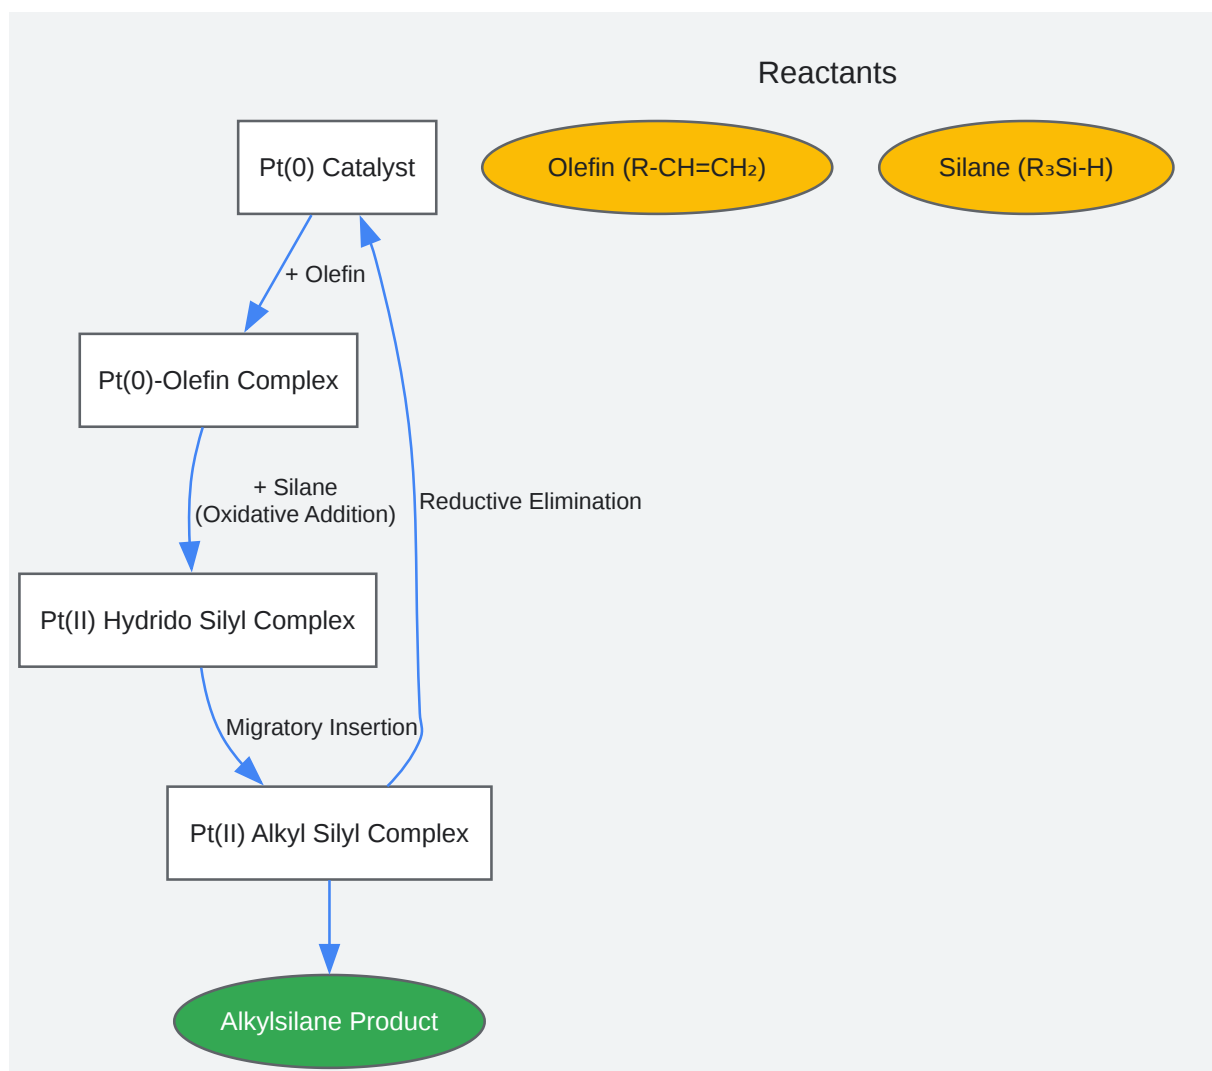 Reactants
Pt(0) Catalyst
Olefin (R-CH=CH₂)
Silane (R₃Si-H)
+ Olefin
Pt(0)-Olefin Complex
+ Silane
(Oxidative Addition)
Reductive Elimination
Pt(II) Hydrido Silyl Complex
Migratory Insertion
Pt(II) Alkyl Silyl Complex
Alkylsilane Product